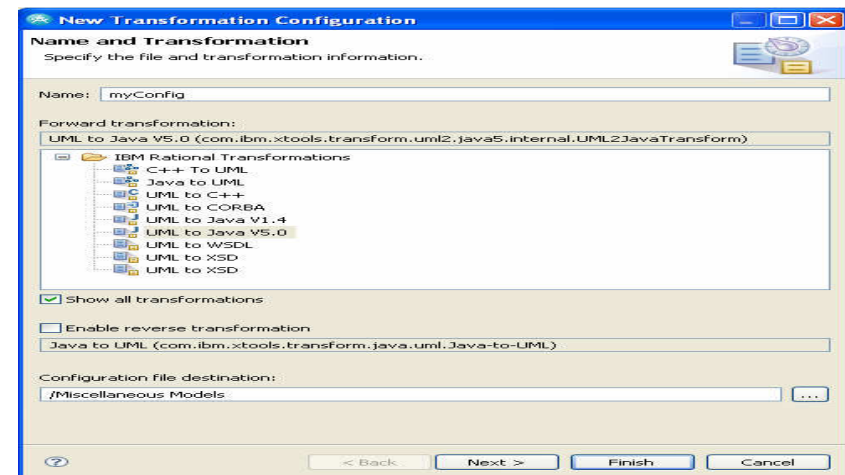 New Transformation Configuration
Name and Transformation
Specify the file and transformation information.
Name: myConfig
Forward transformation:
UML to Java V5.0 (com.ibm.xtools.transform.uml2.java5.internal.UML2JavaTransform)
IBM Rational Transformations
C++ To UML
Java to UML
UML to C++
UML to CORBA
UML to Java V1.4
UML to Java V5.0
UML to WSDL
UML to XSD
UML to XSD
Show all transformations
Enable reverse transformation
Java to UML (com.ibm.xtools.transform.java.uml.Java-to-UML)
Configuration file destination:
/Miscellaneous Models ...
? < Back Next > Finish Cancel